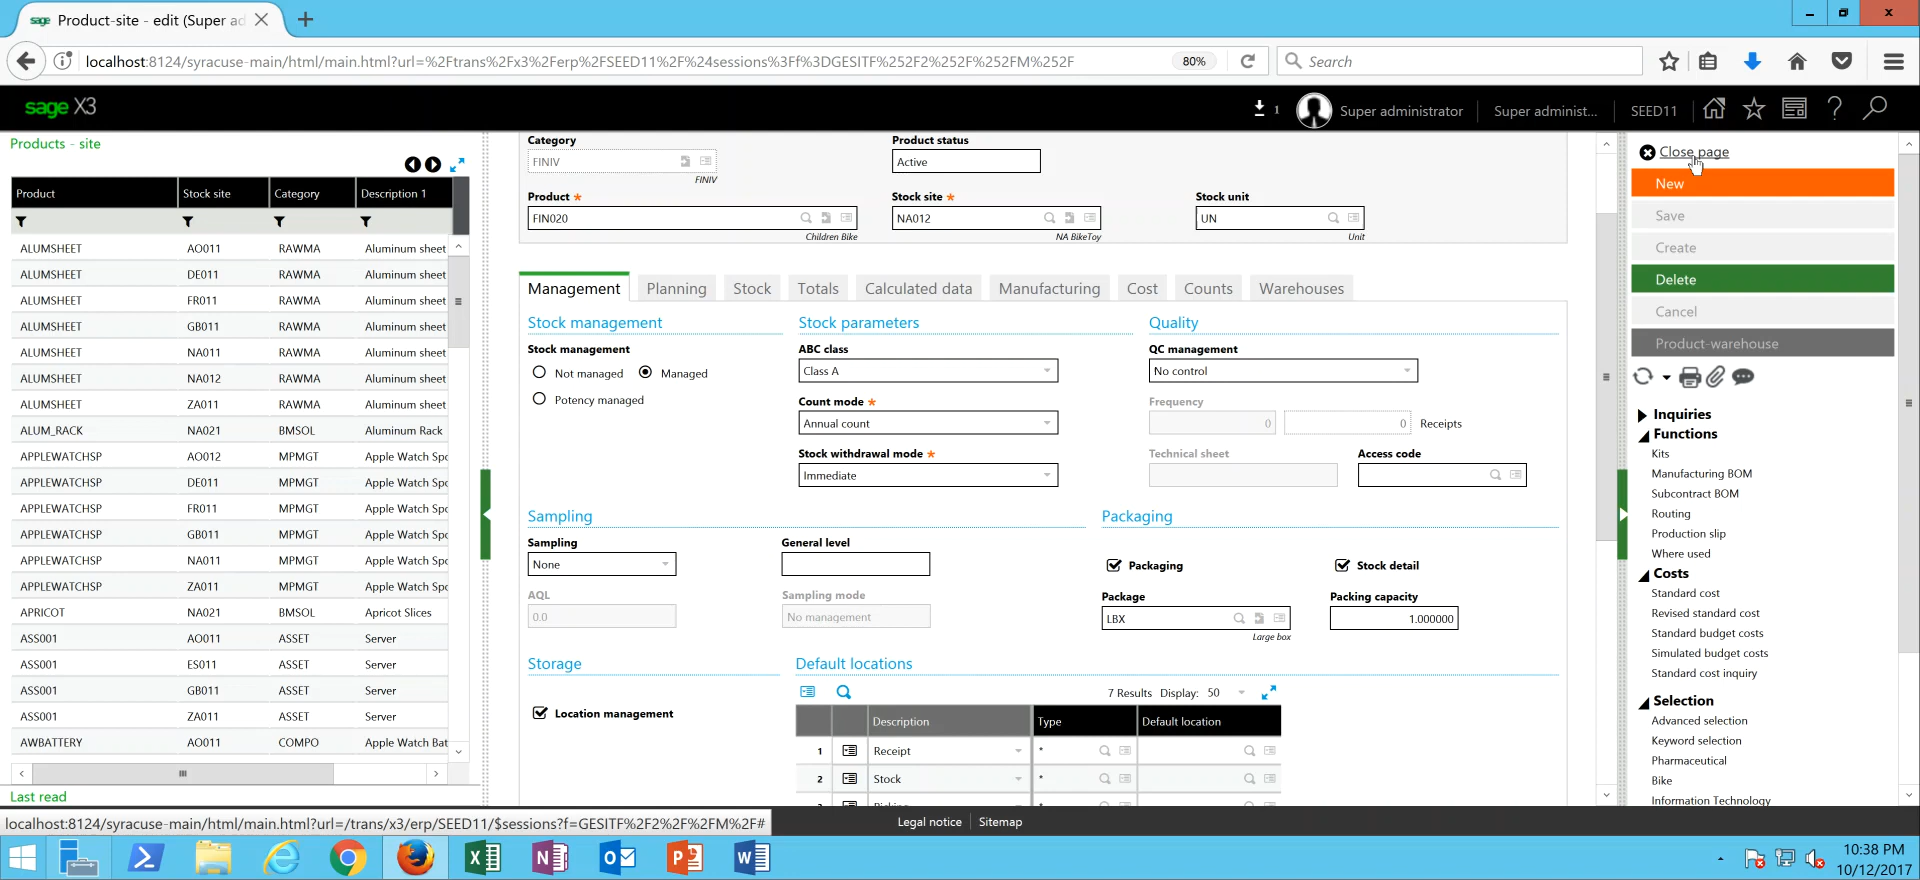 sage Product-site - edit (Super ad
localhost:8124/syracuse-main/html/main.html?url=%2Ftrans%2Fx3%2Ferp%2FSEED11%2F%24sessions%3Ff%3DGESITF%252F2%252F%252FM%252F
80%
Search
sage X3
1
Super administrator
Super administ...
SEED11
Products - site
Product
Stock site
Category
Description 1
ALUMSHEET AO011 RAWMA Aluminum sheet
ALUMSHEET DE011 RAWMA Aluminum sheet
ALUMSHEET FR011 RAWMA Aluminum sheet
ALUMSHEET GB011 RAWMA Aluminum sheet
ALUMSHEET NA011 RAWMA Aluminum sheet
ALUMSHEET NA012 RAWMA Aluminum sheet
ALUMSHEET ZA011 RAWMA Aluminum sheet
ALUM_RACK NA021 BMSOL Aluminum Rack
APPLEWATCHSP AO012 MPMGT Apple Watch Spo
APPLEWATCHSP DE011 MPMGT Apple Watch Spo
APPLEWATCHSP FR011 MPMGT Apple Watch Spo
APPLEWATCHSP GB011 MPMGT Apple Watch Spo
APPLEWATCHSP NA011 MPMGT Apple Watch Spo
APPLEWATCHSP ZA011 MPMGT Apple Watch Spo
APRICOT NA021 BMSOL Apricot Slices
ASS001 AO011 ASSET Server
ASS001 ES011 ASSET Server
ASS001 GB011 ASSET Server
ASS001 ZA011 ASSET Server
AWBATTERY AO011 COMPO Apple Watch Bat
Last read
Category
FINIV
FINIV
Product status
Active
Product *
FIN020
Children Bike
Stock site *
NA012
NA BikeToy
Stock unit
UN
Unit
Management Planning Stock Totals Calculated data Manufacturing Cost Counts Warehouses
Stock management
Stock management
Not managed
Managed
Potency managed
Stock parameters
ABC class
Class A
Count mode *
Annual count
Stock withdrawal mode *
Immediate
Quality
QC management
No control
Frequency
0
0 Receipts
Technical sheet
Access code
Sampling
Sampling
None
General level
AQL
0.0
Sampling mode
No management
Packaging
Packaging
Stock detail
Package
LBX
Large box
Packing capacity
1.000000
Storage
Location management
Default locations
7 Results Display: 50
Description Type Default location
1 Receipt *
2 Stock *
Close page
New
Save
Create
Delete
Cancel
Product-warehouse
Inquiries
Functions
Kits
Manufacturing BOM
Subcontract BOM
Routing
Production slip
Where used
Costs
Standard cost
Revised standard cost
Standard budget costs
Simulated budget costs
Standard cost inquiry
Selection
Advanced selection
Keyword selection
Pharmaceutical
Bike
Information Technology
localhost:8124/syracuse-main/html/main.html?url=/trans/x3/erp/SEED11/$sessions?f=GESITF%2F2%2F%2FM%2F#
Legal notice
Sitemap
10:38 PM
10/12/2017